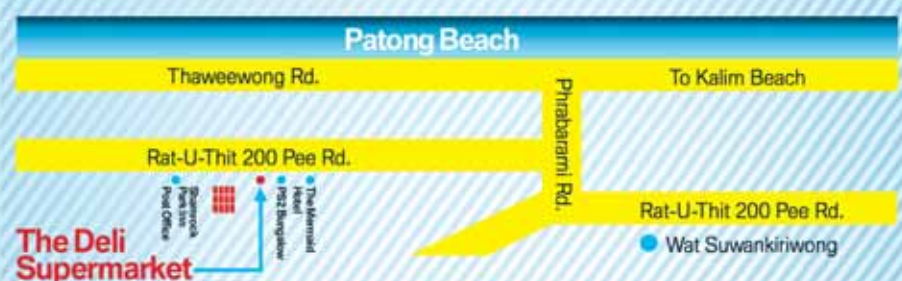 Patong Beach
Thaweewong Rd.
To Kalim Beach
Phrabarami Rd.
Rat-U-Thit 200 Pee Rd.
Shamrock
Park Inn
Post Office
PS2 Bungalow
The Mermaid
Hotel
Rat-U-Thit 200 Pee Rd.
Wat Suwankiriwong
The Deli
Supermarket